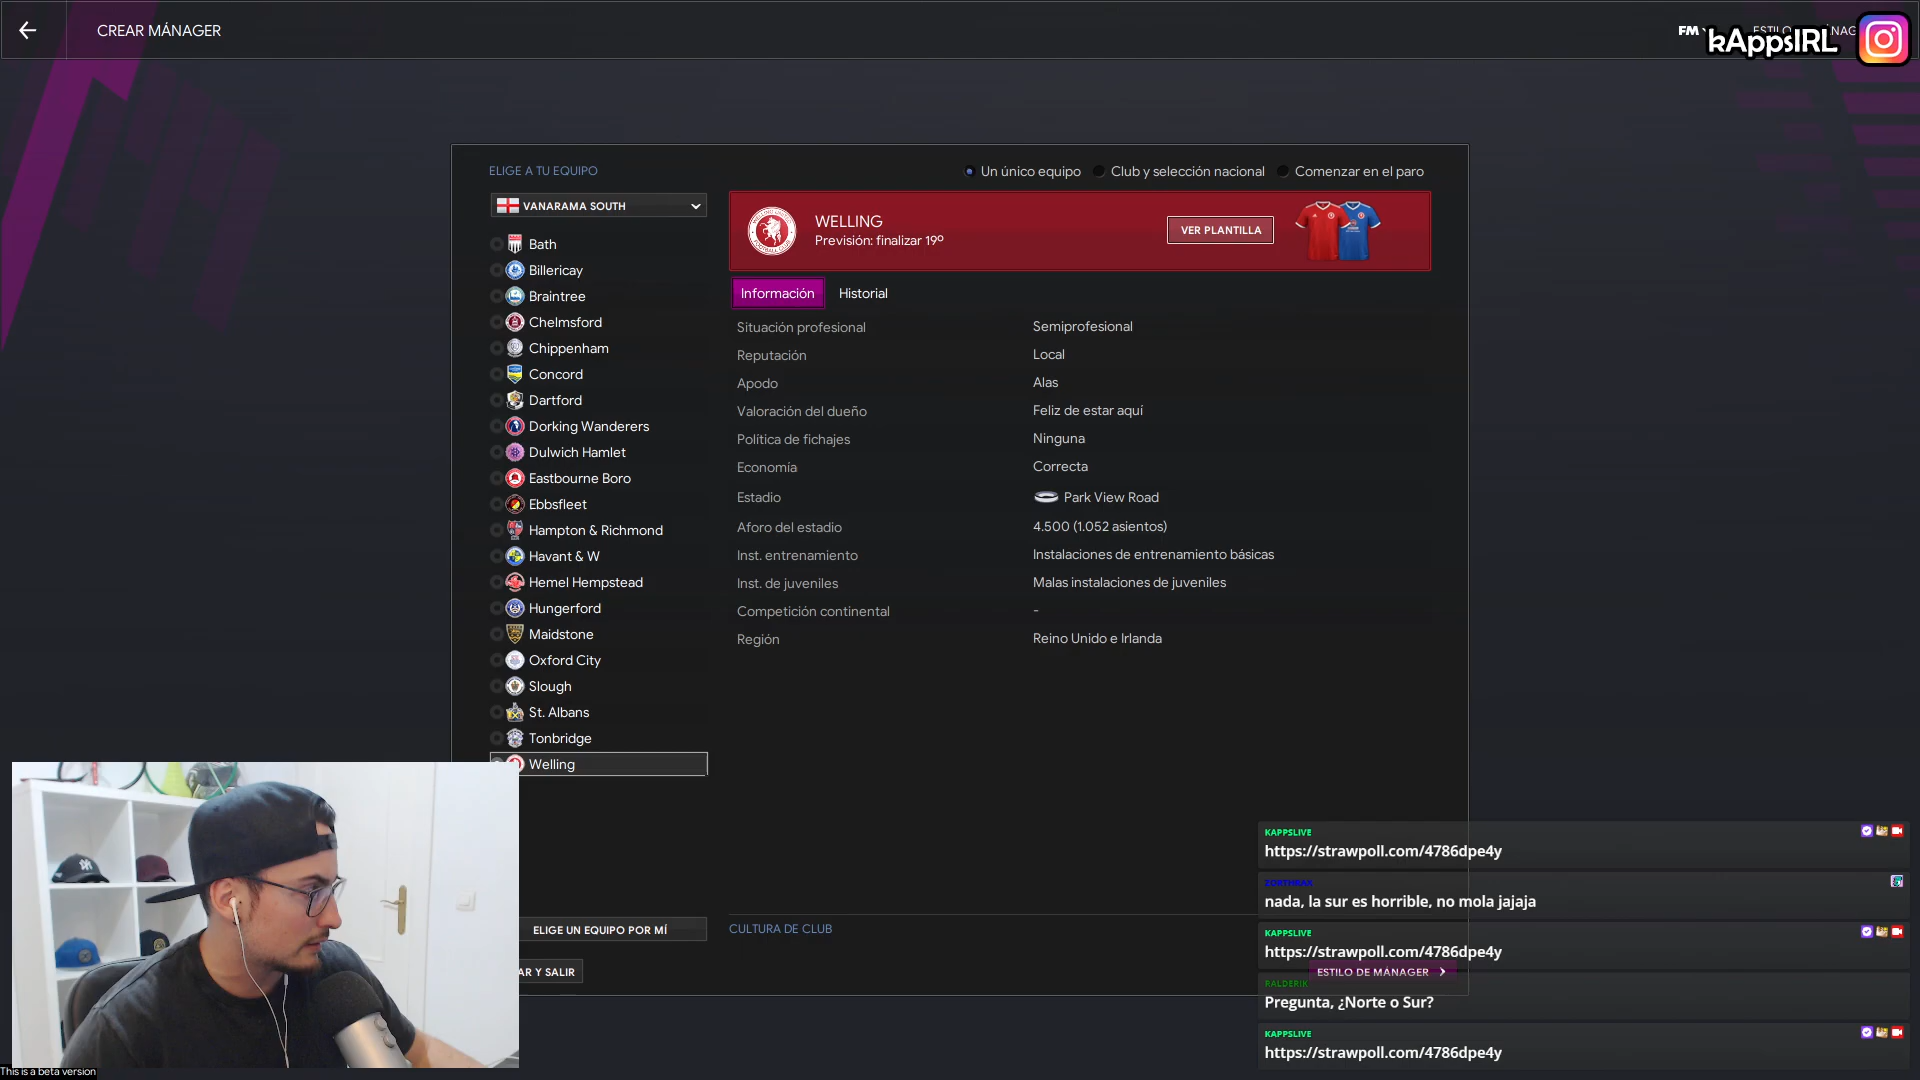 CREAR MÁNAGER
FM
ESTILO
kAppsIRL
ELIGE A TU EQUIPO
Un único equipo
Club y selección nacional
Comenzar en el paro
VANARAMA SOUTH
Bath
Billericay
Braintree
Chelmsford
Chippenham
Concord
Dartford
Dorking Wanderers
Dulwich Hamlet
Eastbourne Boro
Ebbsfleet
Hampton & Richmond
Havant & W
Hemel Hempstead
Hungerford
Maidstone
Oxford City
Slough
St. Albans
Tonbridge
Welling
WELLING
Previsión: finalizar 19º
VER PLANTILLA
Información
Historial
Situación profesional
Semiprofesional
Reputación
Local
Apodo
Alas
Valoración del dueño
Feliz de estar aquí
Política de fichajes
Ninguna
Economía
Correcta
Estadio
Park View Road
Aforo del estadio
4.500 (1.052 asientos)
Inst. entrenamiento
Instalaciones de entrenamiento básicas
Inst. de juveniles
Malas instalaciones de juveniles
Competición continental
-
Región
Reino Unido e Irlanda
ELIGE UN EQUIPO POR MÍ
CULTURA DE CLUB
AR Y SALIR
ESTILO DE MÁNAGER
KAPPSLIVE
https://strawpoll.com/4786dpe4y
ZORTHRAX
nada, la sur es horrible, no mola jajaja
KAPPSLIVE
https://strawpoll.com/4786dpe4y
RALDERIK
Pregunta, ¿Norte o Sur?
KAPPSLIVE
https://strawpoll.com/4786dpe4y
This is a beta version